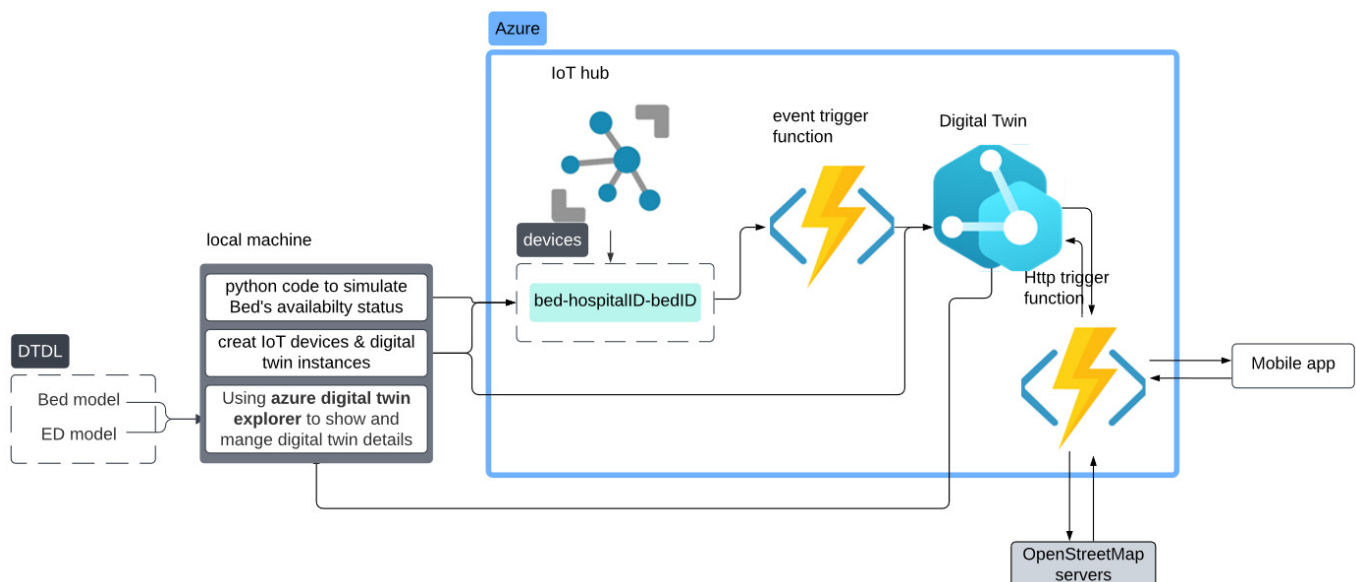 Azure
IoT hub
event trigger
function
Digital Twin
devices
bed-hospitalID-bedID
Http trigger
function
local machine
python code to simulate
Bed's availabilty status
creat IoT devices & digital
twin instances
Using azure digital twin
explorer to show and
mange digital twin details
DTDL
Bed model
ED model
Mobile app
OpenStreetMap
servers